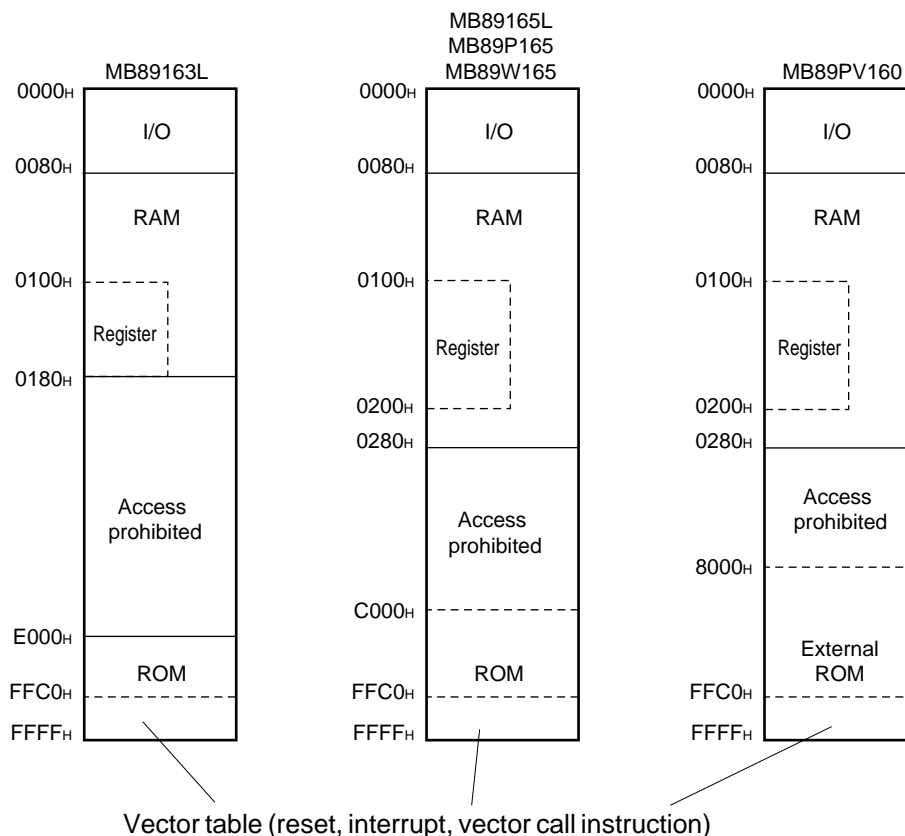 MB89163L
0000H
I/O
0080H
RAM
0100H
Register
0180H
Access
prohibited
E000H
ROM
FFC0H
FFFFH
MB89165L
MB89P165
MB89W165
0000H
I/O
0080H
RAM
0100H
Register
0200H
0280H
Access
prohibited
C000H
ROM
FFC0H
FFFFH
MB89PV160
0000H
I/O
0080H
RAM
0100H
Register
0200H
0280H
Access
prohibited
8000H
External
ROM
FFC0H
FFFFH
Vector table (reset, interrupt, vector call instruction)